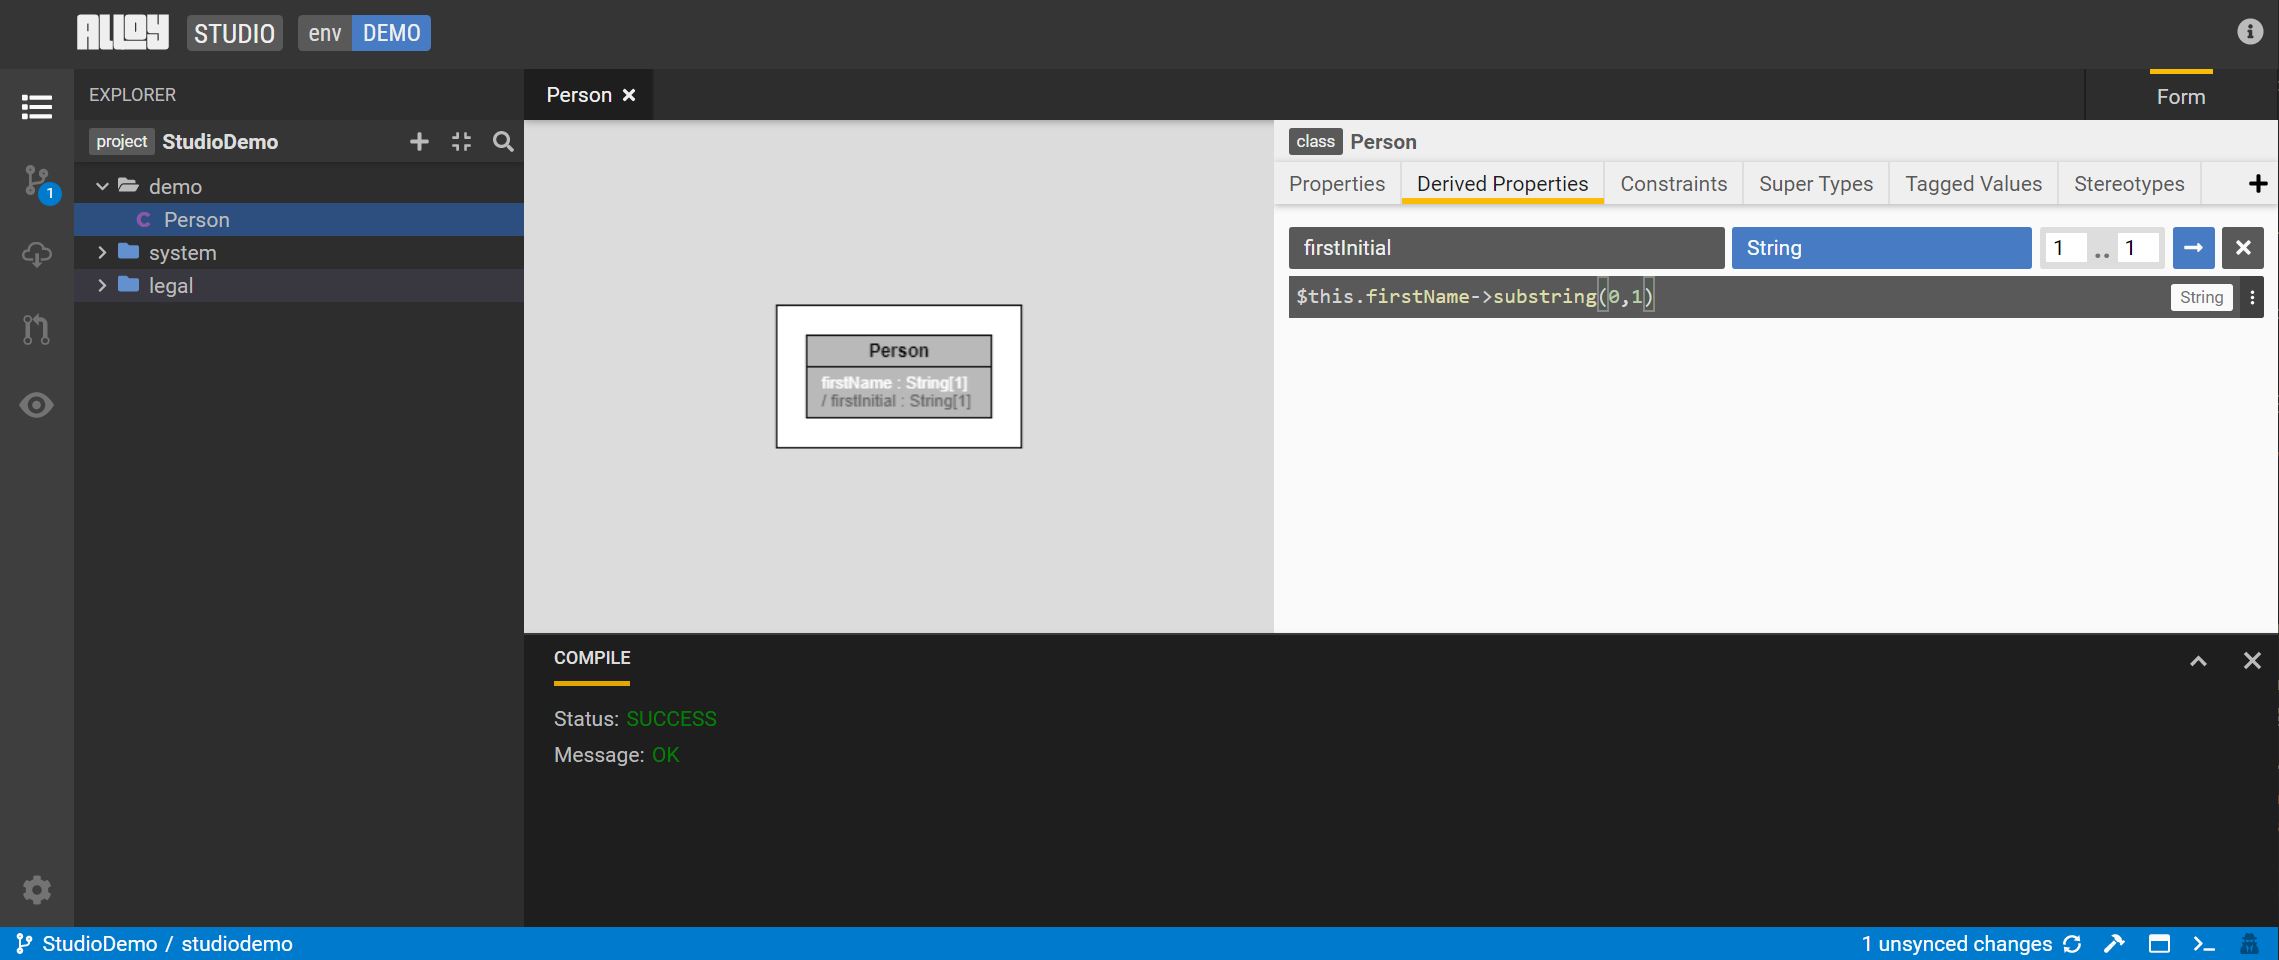 ALLOY STUDIO env DEMO
EXPLORER
project StudioDemo
demo
C Person
system
legal
1
Person
Form
class Person
Properties Derived Properties Constraints Super Types Tagged Values Stereotypes
firstInitial String 1 .. 1
$this.firstName->substring(0,1) String
Person
firstName : String[1]
/ firstInitial : String[1]
COMPILE
Status: SUCCESS
Message: OK
StudioDemo / studiodemo
1 unsynced changes